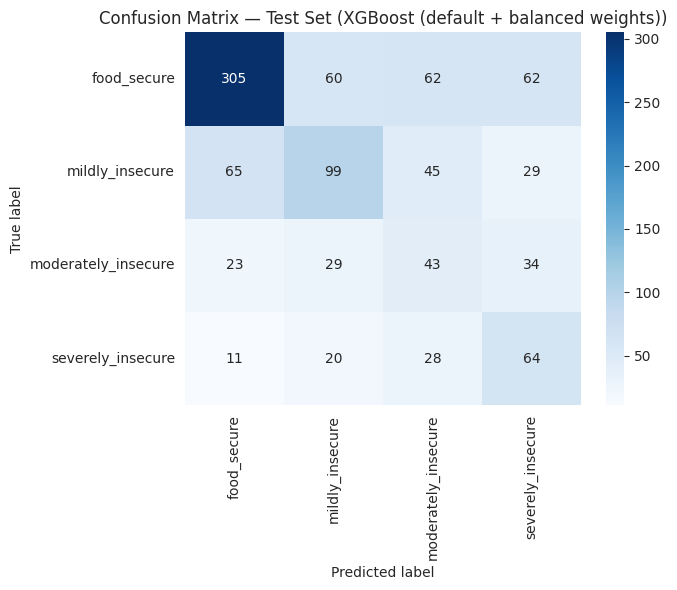 Confusion Matrix — Test Set (XGBoost (default + balanced weights))
True label
food_secure 305 60 62 62
mildly_insecure 65 99 45 29
moderately_insecure 23 29 43 34
severely_insecure 11 20 28 64
food_secure
mildly_insecure
moderately_insecure
severely_insecure
Predicted label
300
250
200
150
100
50